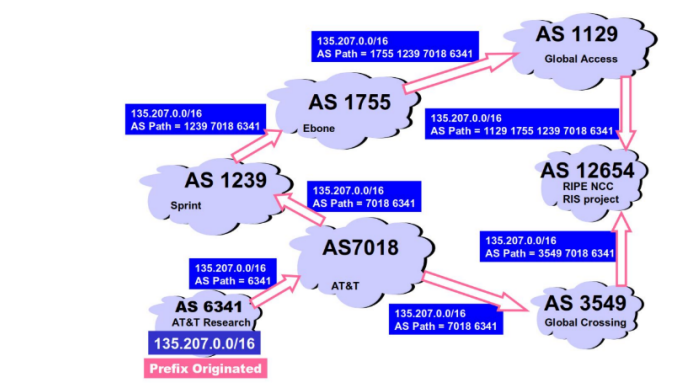 AS 1129
Global Access
135.207.0.0/16
AS Path = 1755 1239 7018 6341
AS 1755
Ebone
135.207.0.0/16
AS Path = 1239 7018 6341
135.207.0.0/16
AS Path = 1129 1755 1239 7018 6341
AS 12654
RIPE NCC
RIS project
AS 1239
Sprint
135.207.0.0/16
AS Path = 7018 6341
AS7018
AT&T
135.207.0.0/16
AS Path = 3549 7018 6341
135.207.0.0/16
AS Path = 6341
AS 6341
AT&T Research
135.207.0.0/16
Prefix Originated
135.207.0.0/16
AS Path = 7018 6341
AS 3549
Global Crossing